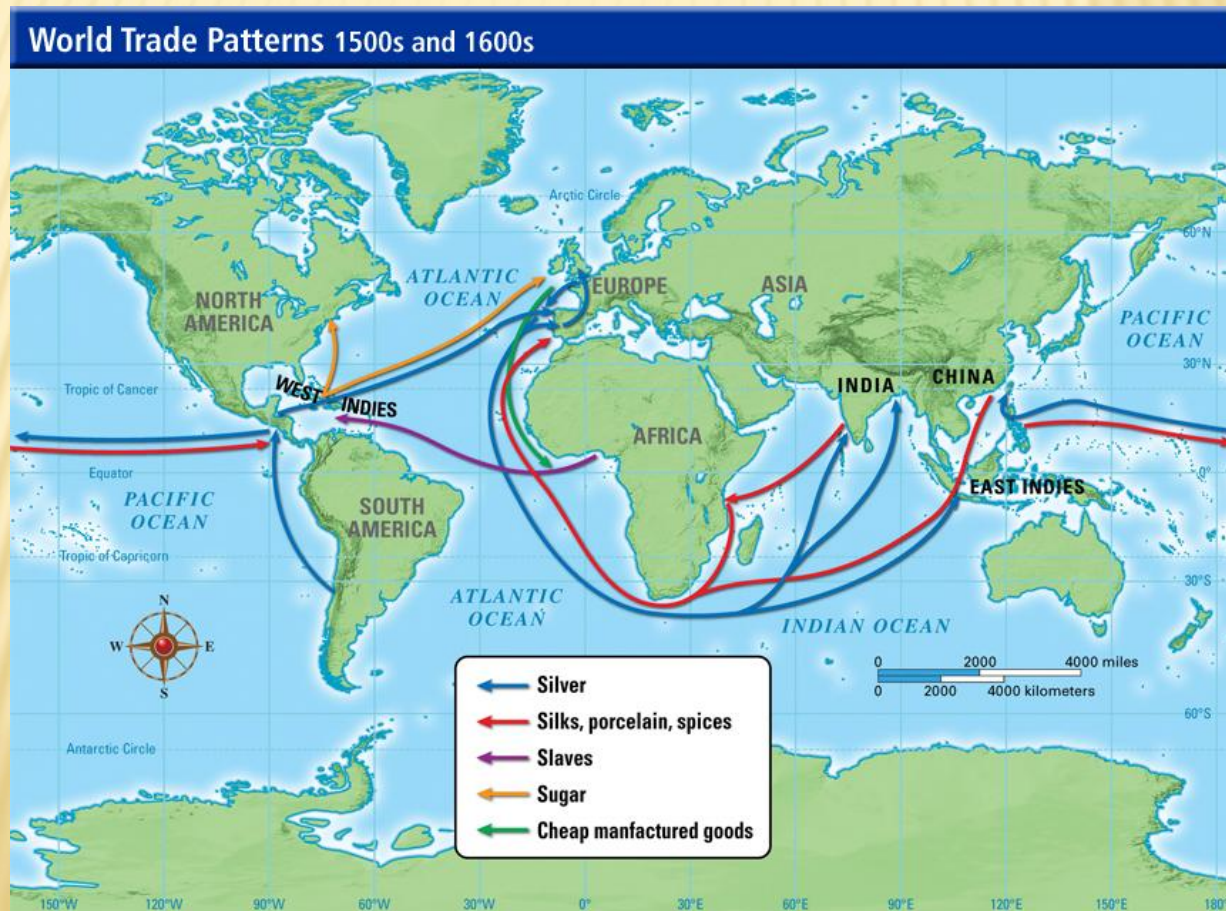 World Trade Patterns 1500s and 1600s
Arctic Circle
60°N
ATLANTIC
OCEAN
EUROPE
ASIA
NORTH
AMERICA
PACIFIC
OCEAN
30°N
Tropic of Cancer
WEST INDIES
INDIA
CHINA
AFRICA
Equator
0°
EAST INDIES
PACIFIC
OCEAN
SOUTH
AMERICA
Tropic of Capricorn
30°S
ATLANTIC
OCEAN
INDIAN OCEAN
N
W E
S
0 2000 4000 miles
0 2000 4000 kilometers
Silver
Silks, porcelain, spices
Slaves
Sugar
Cheap manfactured goods
60°S
Antarctic Circle
150°W 120°W 90°W 60°W 30°W 0° 30°E 60°E 90°E 120°E 150°E 180°